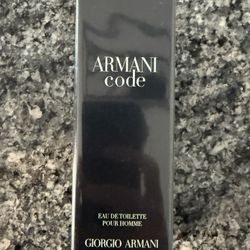 ARMANI
code
EAU DE TOILETTE
POUR HOMME
GIORGIO ARMANI